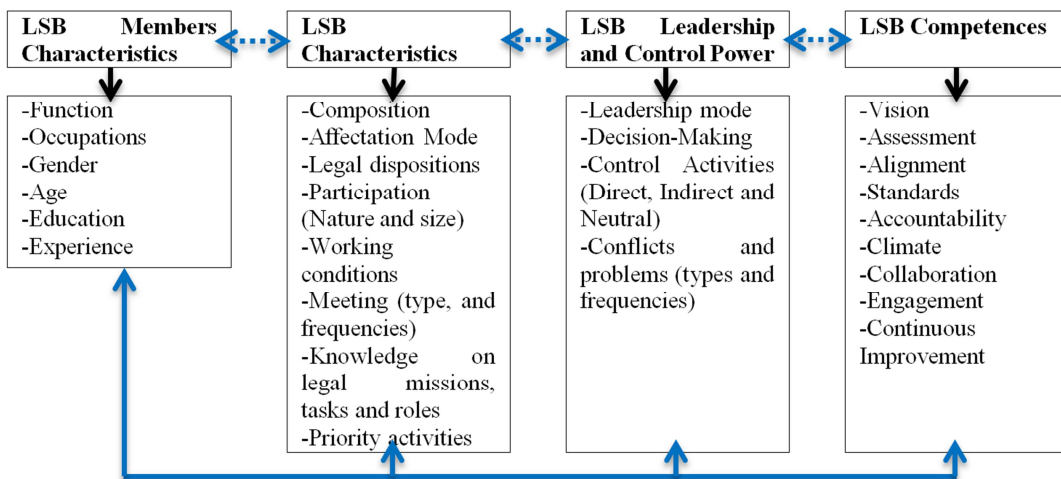 LSB Members
Characteristics
LSB
Characteristics
LSB Leadership
and Control Power
LSB Competences
-Function
-Occupations
-Gender
-Age
-Education
-Experience
-Composition
-Affectation Mode
-Legal dispositions
-Participation
(Nature and size)
-Working
conditions
-Meeting (type, and
frequencies)
-Knowledge on
legal missions,
tasks and roles
-Priority activities
-Leadership mode
-Decision-Making
-Control Activities
(Direct, Indirect and
Neutral)
-Conflicts and
problems (types and
frequencies)
-Vision
-Assessment
-Alignment
-Standards
-Accountability
-Climate
-Collaboration
-Engagement
-Continuous
Improvement